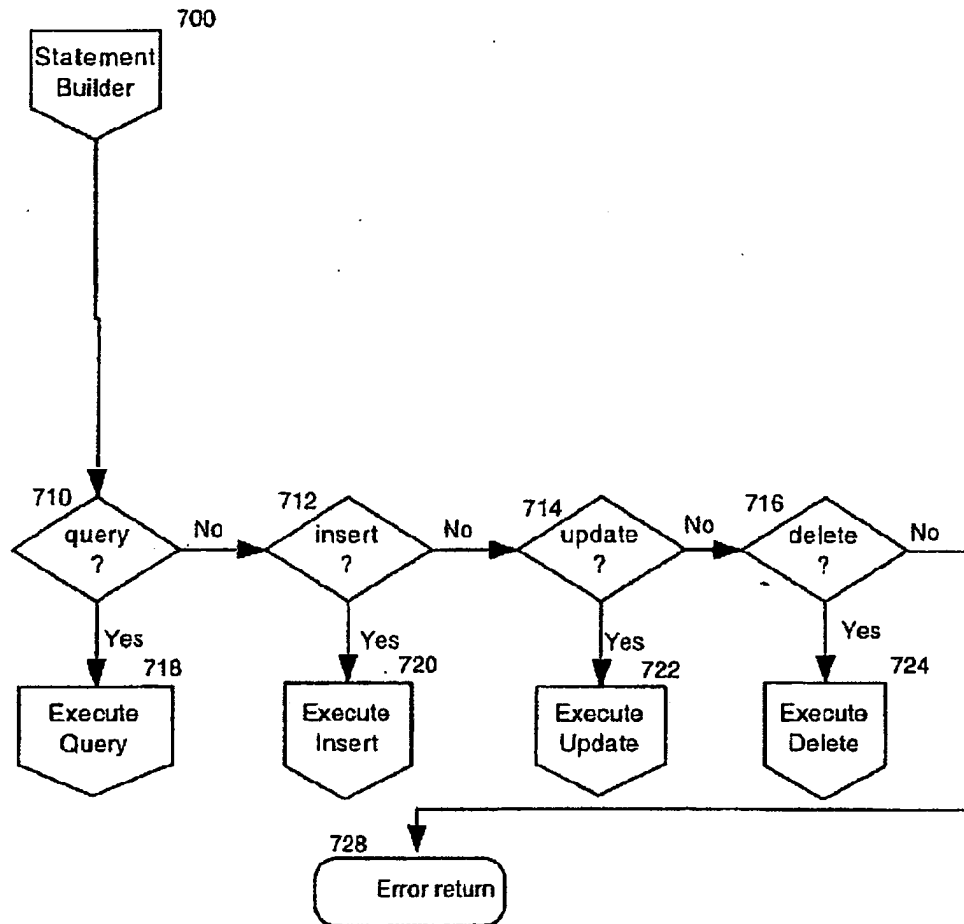 700
Statement
Builder
710
query
?
No
712
insert
?
No
714
update
?
No
716
delete
?
No
Yes
718
Execute
Query
Yes
720
Execute
Insert
Yes
722
Execute
Update
Yes
724
Execute
Delete
728
Error return